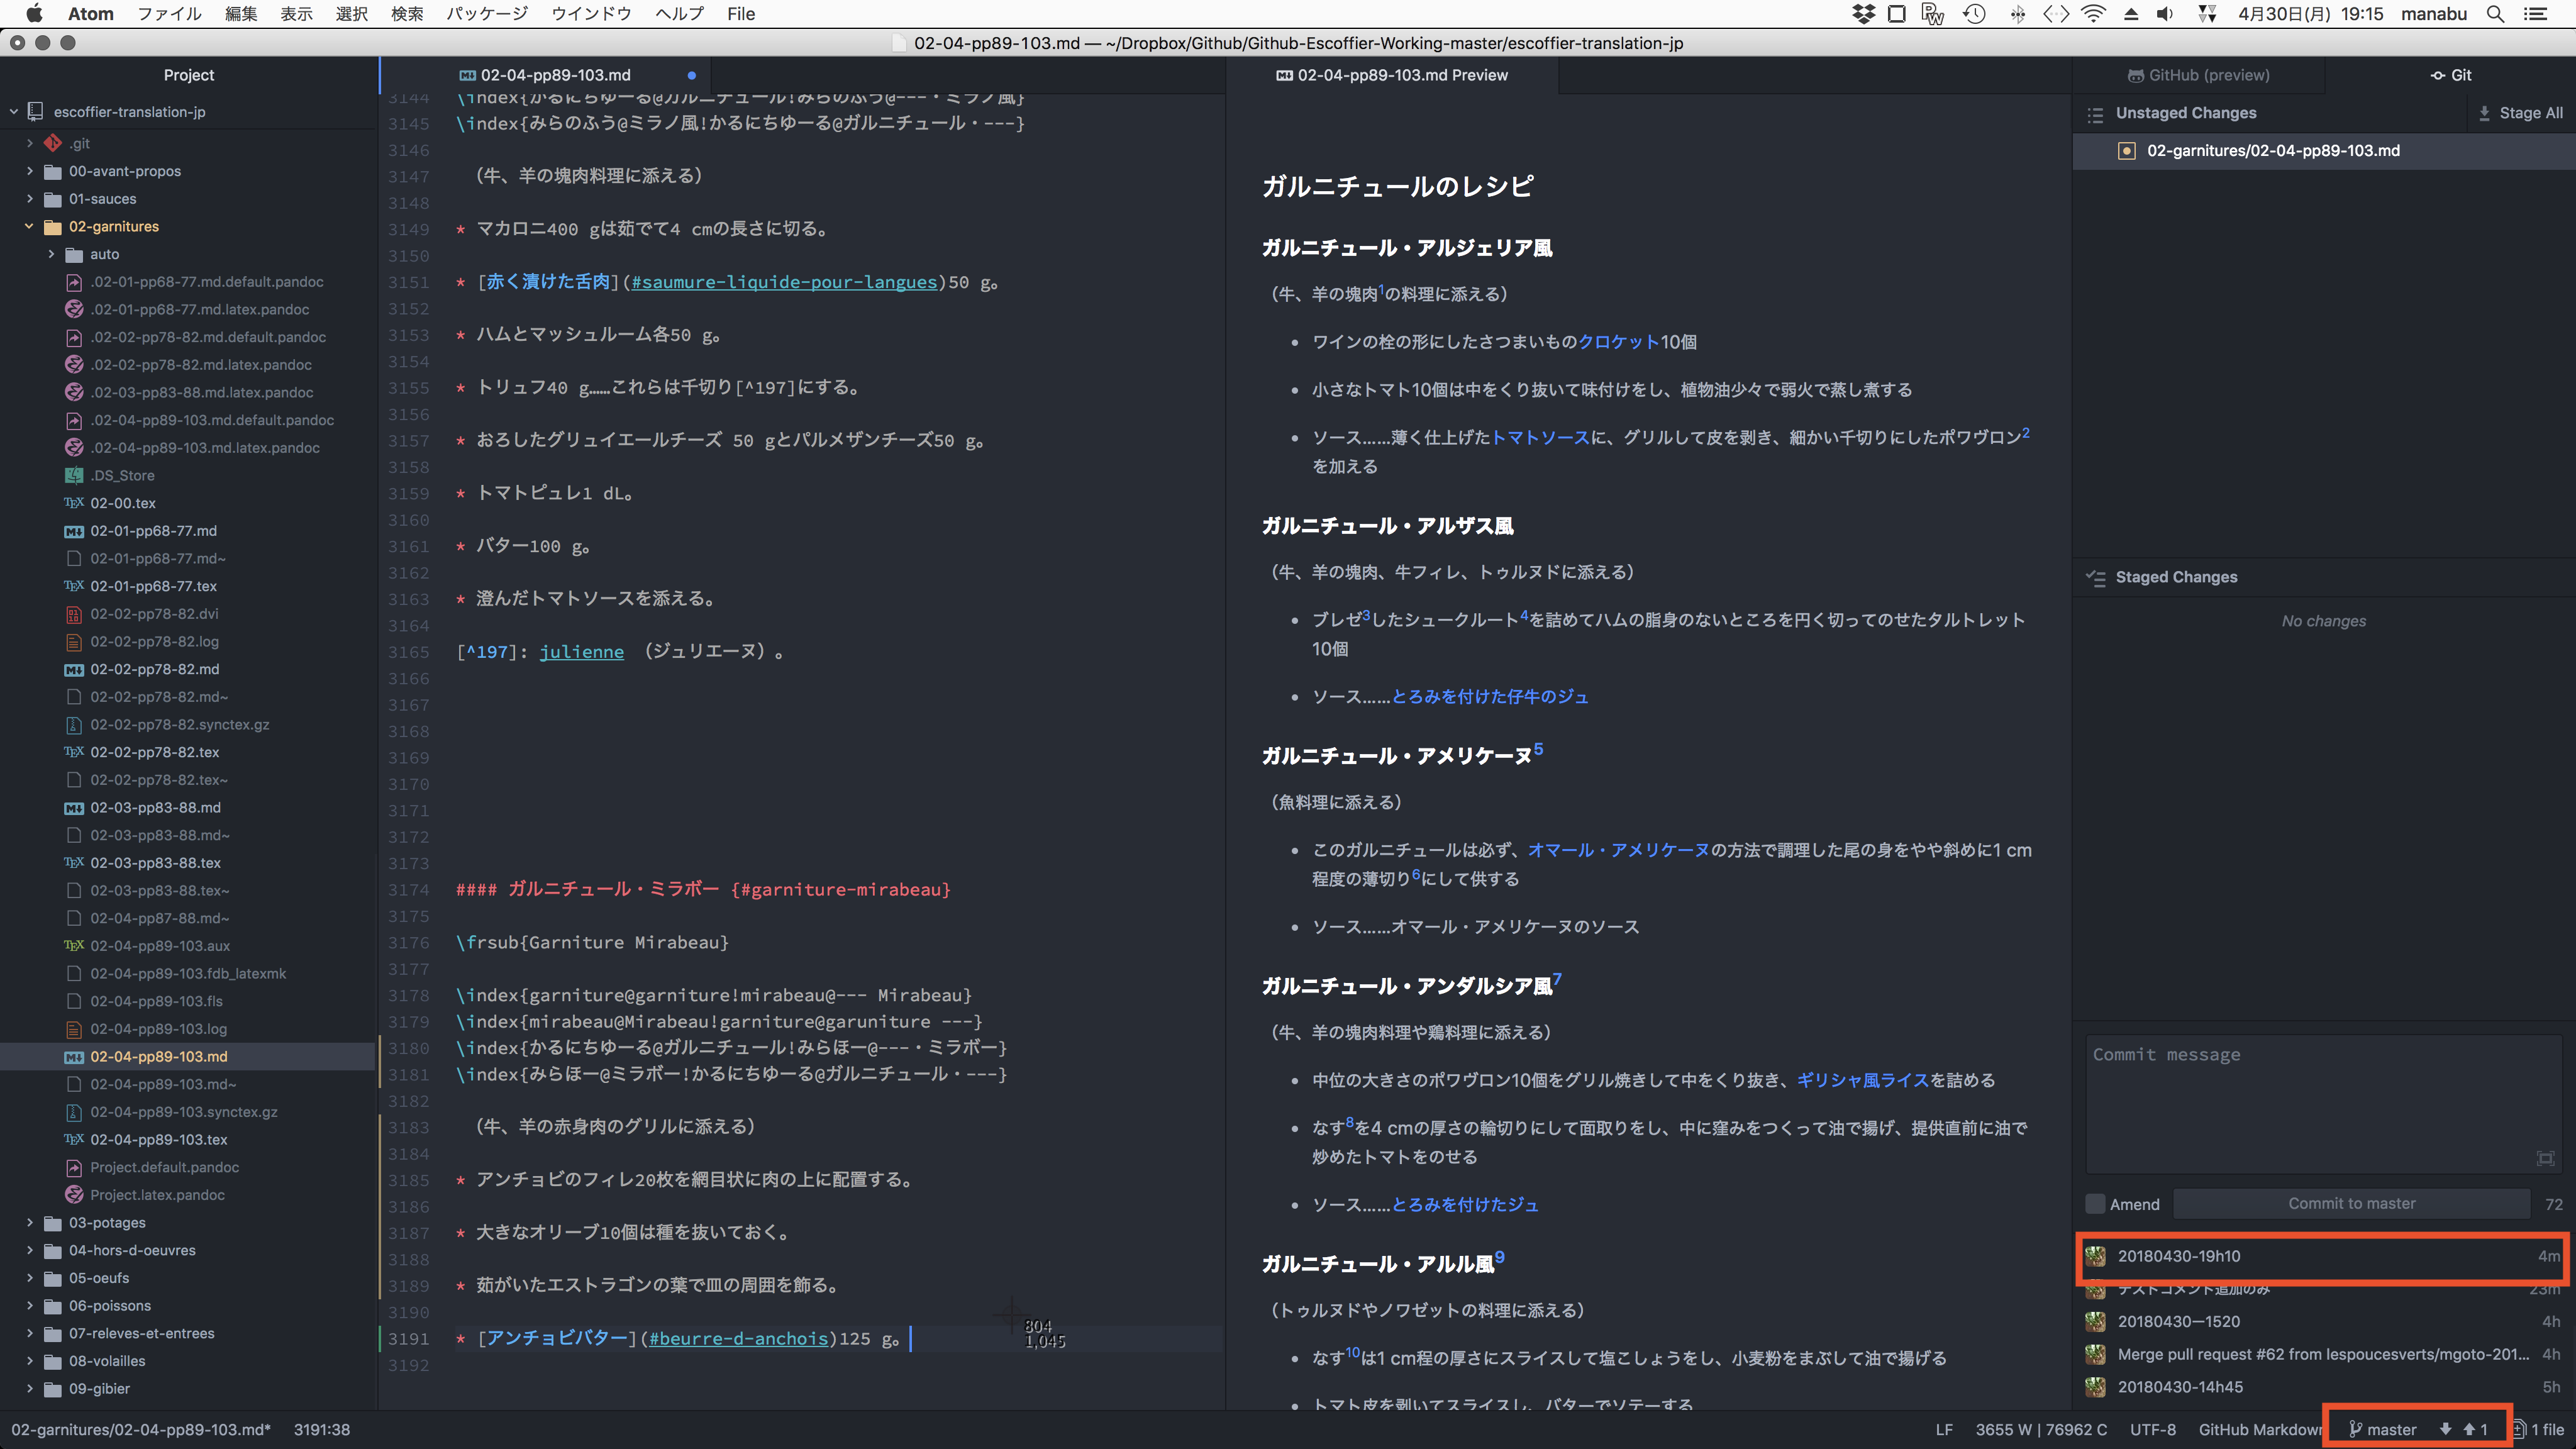 Atom ファイル 編集 表示 選択 検索 パッケージ ウインドウ ヘルプ File
4月30日(月) 19:15 manabu
02-04-pp89-103.md — ~/Dropbox/Github/Github-Escoffier-Working-master/escoffier-translation-jp
Project
escoffier-translation-jp
.git
00-avant-propos
01-sauces
02-garnitures
auto
.02-01-pp68-77.md.default.pandoc
.02-01-pp68-77.md.latex.pandoc
.02-02-pp78-82.md.default.pandoc
.02-02-pp78-82.md.latex.pandoc
.02-03-pp83-88.md.latex.pandoc
.02-04-pp89-103.md.default.pandoc
.02-04-pp89-103.md.latex.pandoc
.DS_Store
02-00.tex
02-01-pp68-77.md
02-01-pp68-77.md~
02-01-pp68-77.tex
02-02-pp78-82.dvi
02-02-pp78-82.log
02-02-pp78-82.md
02-02-pp78-82.md~
02-02-pp78-82.synctex.gz
02-02-pp78-82.tex
02-02-pp78-82.tex~
02-03-pp83-88.md
02-03-pp83-88.md~
02-03-pp83-88.tex
02-03-pp83-88.tex~
02-04-pp87-88.md~
02-04-pp89-103.aux
02-04-pp89-103.fdb_latexmk
02-04-pp89-103.fls
02-04-pp89-103.log
02-04-pp89-103.md
02-04-pp89-103.md~
02-04-pp89-103.synctex.gz
02-04-pp89-103.tex
Project.default.pandoc
Project.latex.pandoc
03-potages
04-hors-d-oeuvres
05-oeufs
06-poissons
07-releves-et-entrees
08-volailles
09-gibier
02-04-pp89-103.md
3144 \index{かるにちゆーる@ガルニチュール!みらのふう@---・ミラノ風}
3145 \index{みらのふう@ミラノ風!かるにちゆーる@ガルニチュール・---}
3146
3147 （牛、羊の塊肉料理に添える）
3148
3149 * マカロニ400 gは茹でて4 cmの長さに切る。
3150
3151 * [赤く漬けた舌肉](#saumure-liquide-pour-langues)50 g。
3152
3153 * ハムとマッシュルーム各50 g。
3154
3155 * トリュフ40 g……これらは千切り[^197]にする。
3156
3157 * おろしたグリュイエールチーズ 50 gとパルメザンチーズ50 g。
3158
3159 * トマトピュレ1 dL。
3160
3161 * バター100 g。
3162
3163 * 澄んだトマトソースを添える。
3164
3165 [^197]: julienne （ジュリエーヌ）。
3166
3167
3168
3169
3170
3171
3172
3173
3174 #### ガルニチュール・ミラボー {#garniture-mirabeau}
3175
3176 \frsub{Garniture Mirabeau}
3177
3178 \index{garniture@garniture!mirabeau@--- Mirabeau}
3179 \index{mirabeau@Mirabeau!garniture@garuniture ---}
3180 \index{かるにちゆーる@ガルニチュール!みらほー@---・ミラボー}
3181 \index{みらほー@ミラボー!かるにちゆーる@ガルニチュール・---}
3182
3183 （牛、羊の赤身肉のグリルに添える）
3184
3185 * アンチョビのフィレ20枚を網目状に肉の上に配置する。
3186
3187 * 大きなオリーブ10個は種を抜いておく。
3188
3189 * 茹がいたエストラゴンの葉で皿の周囲を飾る。
3190
3191 * [アンチョビバター](#beurre-d-anchois)125 g。
3192
804
1,045
02-04-pp89-103.md Preview
ガルニチュールのレシピ
ガルニチュール・アルジェリア風
（牛、羊の塊肉1の料理に添える）
• ワインの栓の形にしたさつまいものクロケット10個
• 小さなトマト10個は中をくり抜いて味付けをし、植物油少々で弱火で蒸し煮する
• ソース……薄く仕上げたトマトソースに、グリルして皮を剥き、細かい千切りにしたポワヴロン2
を加える
ガルニチュール・アルザス風
（牛、羊の塊肉、牛フィレ、トゥルヌドに添える）
• ブレゼ3したシュークルート4を詰めてハムの脂身のないところを円く切ってのせたタルトレット
10個
• ソース……とろみを付けた仔牛のジュ
ガルニチュール・アメリケーヌ5
（魚料理に添える）
• このガルニチュールは必ず、オマール・アメリケーヌの方法で調理した尾の身をやや斜めに1 cm
程度の薄切り6にして供する
• ソース……オマール・アメリケーヌのソース
ガルニチュール・アンダルシア風7
（牛、羊の塊肉料理や鶏料理に添える）
• 中位の大きさのポワヴロン10個をグリル焼きして中をくり抜き、ギリシャ風ライスを詰める
• なす8を4 cmの厚さの輪切りにして面取りをし、中に窪みをつくって油で揚げ、提供直前に油で
炒めたトマトをのせる
• ソース……とろみを付けたジュ
ガルニチュール・アルル風9
（トゥルヌドやノワゼットの料理に添える）
• なす10は1 cm程の厚さにスライスして塩こしょうをし、小麦粉をまぶして油で揚げる
• トマト皮を剥いてスライスし、バターでソテーする
GitHub (preview) Git
Unstaged Changes Stage All
02-garnitures/02-04-pp89-103.md
Staged Changes
No changes
Commit message
Amend Commit to master 72
20180430-19h10 4m
テストコメント追加のみ 23m
20180430ー1520 4h
Merge pull request #62 from lespoucesverts/mgoto-201... 4h
20180430-14h45 5h
02-garnitures/02-04-pp89-103.md* 3191:38 LF 3655 W | 76962 C UTF-8 GitHub Markdown master 1 1 file